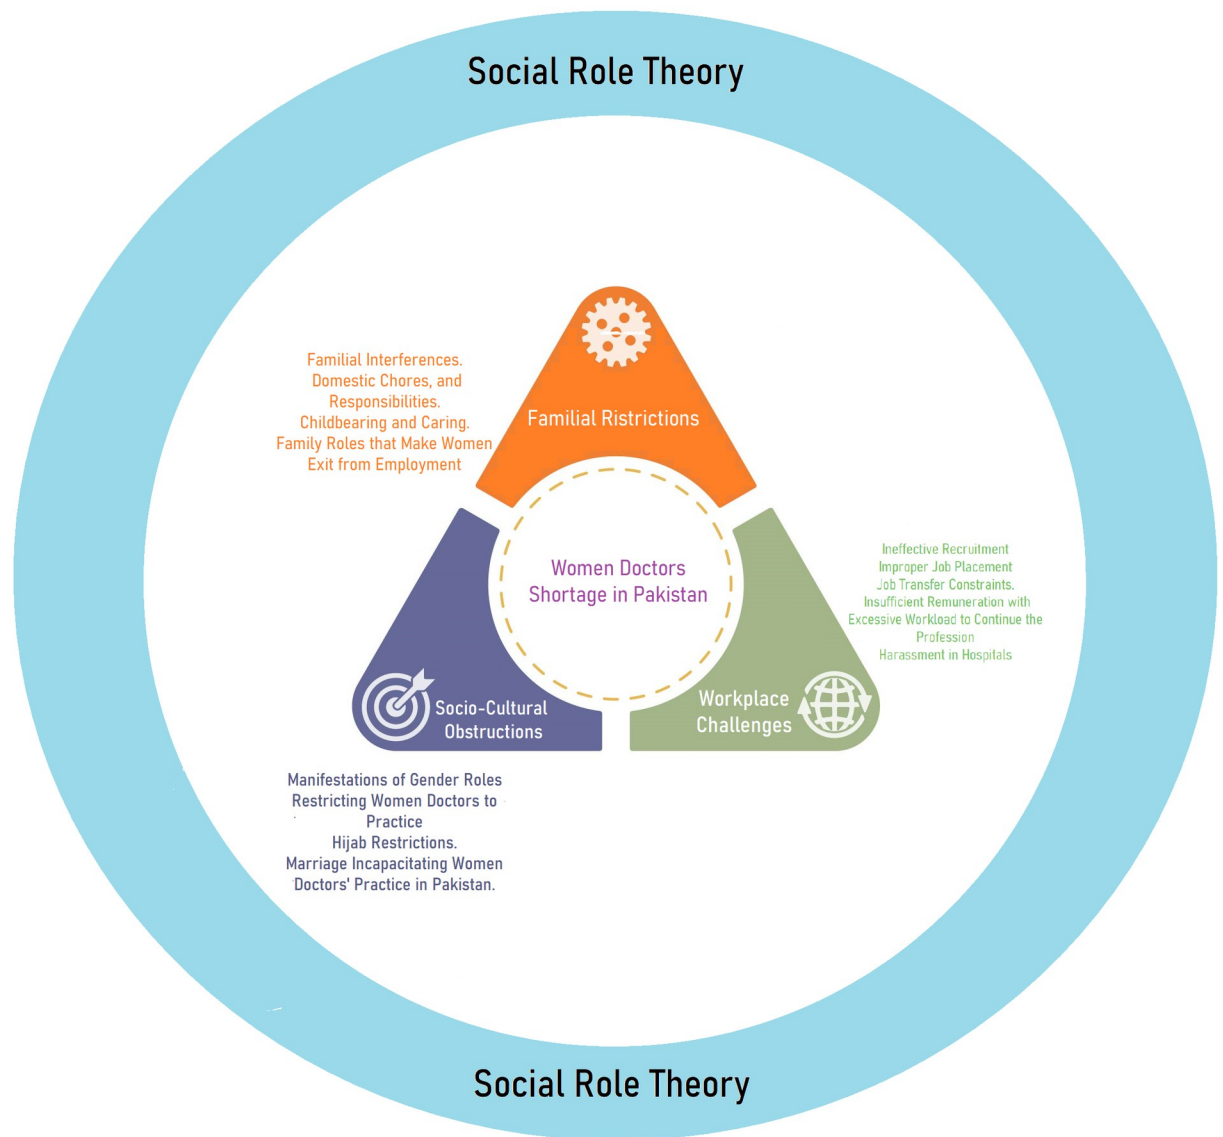 Social Role Theory
Familial Interferences.
Domestic Chores, and
Responsibilities.
Childbearing and Caring.
Family Roles that Make Women
Exit from Employment
Familial Ristrictions
Women Doctors
Shortage in Pakistan
Ineffective Recruitment
Improper Job Placement
Job Transfer Constraints.
Insufficient Remuneration with
Excessive Workload to Continue the
Profession
Harassment in Hospitals
Socio-Cultural
Obstructions
Workplace
Challenges
Manifestations of Gender Roles
Restricting Women Doctors to
Practice
Hijab Restrictions.
Marriage Incapacitating Women
Doctors' Practice in Pakistan.
Social Role Theory